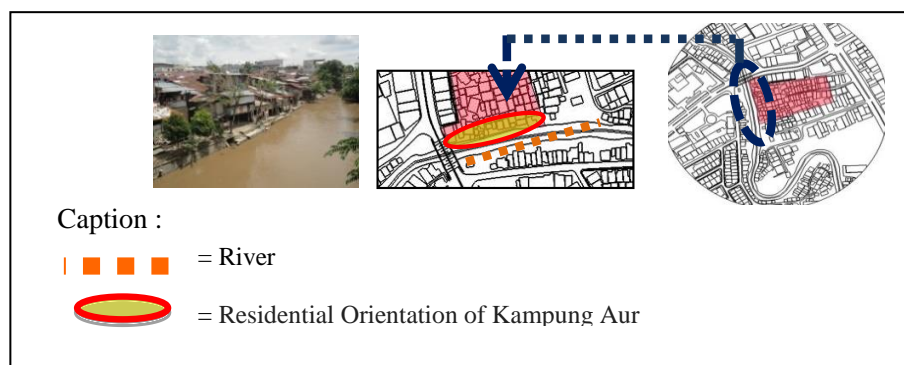 Caption :
= River
= Residential Orientation of Kampung Aur